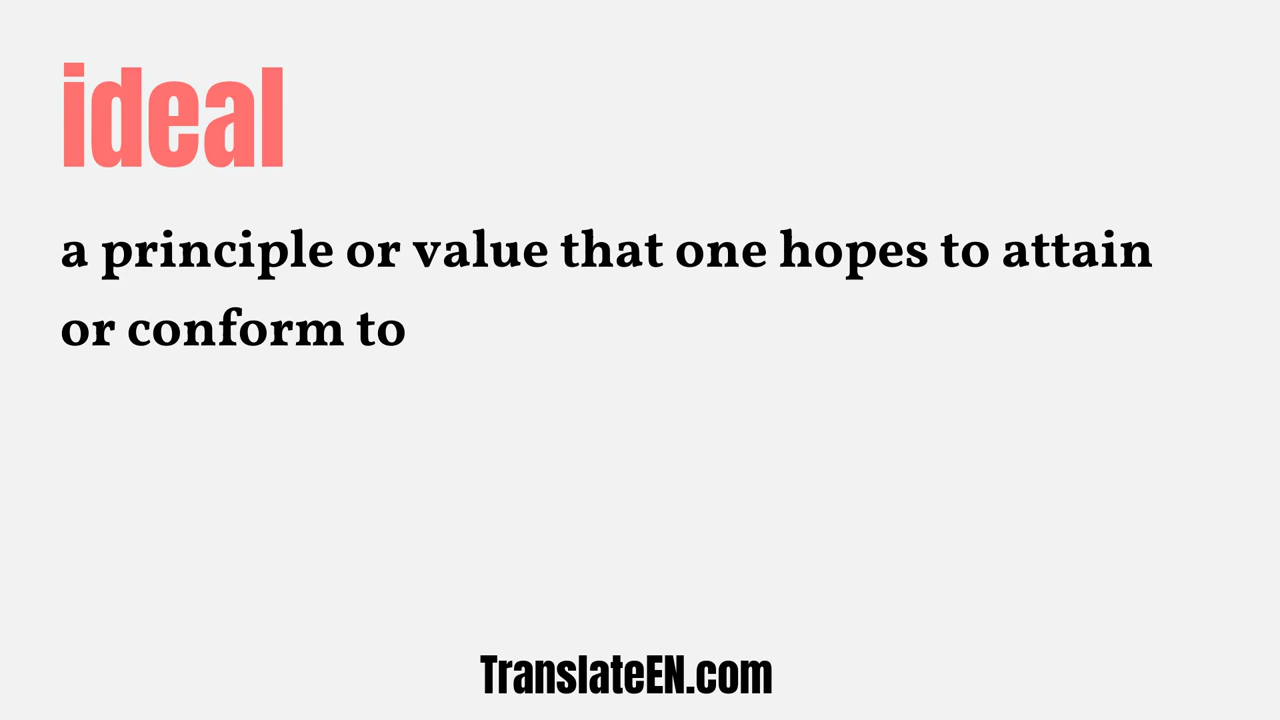 ideal
a principle or value that one hopes to attain
or conform to
TranslateEN.com